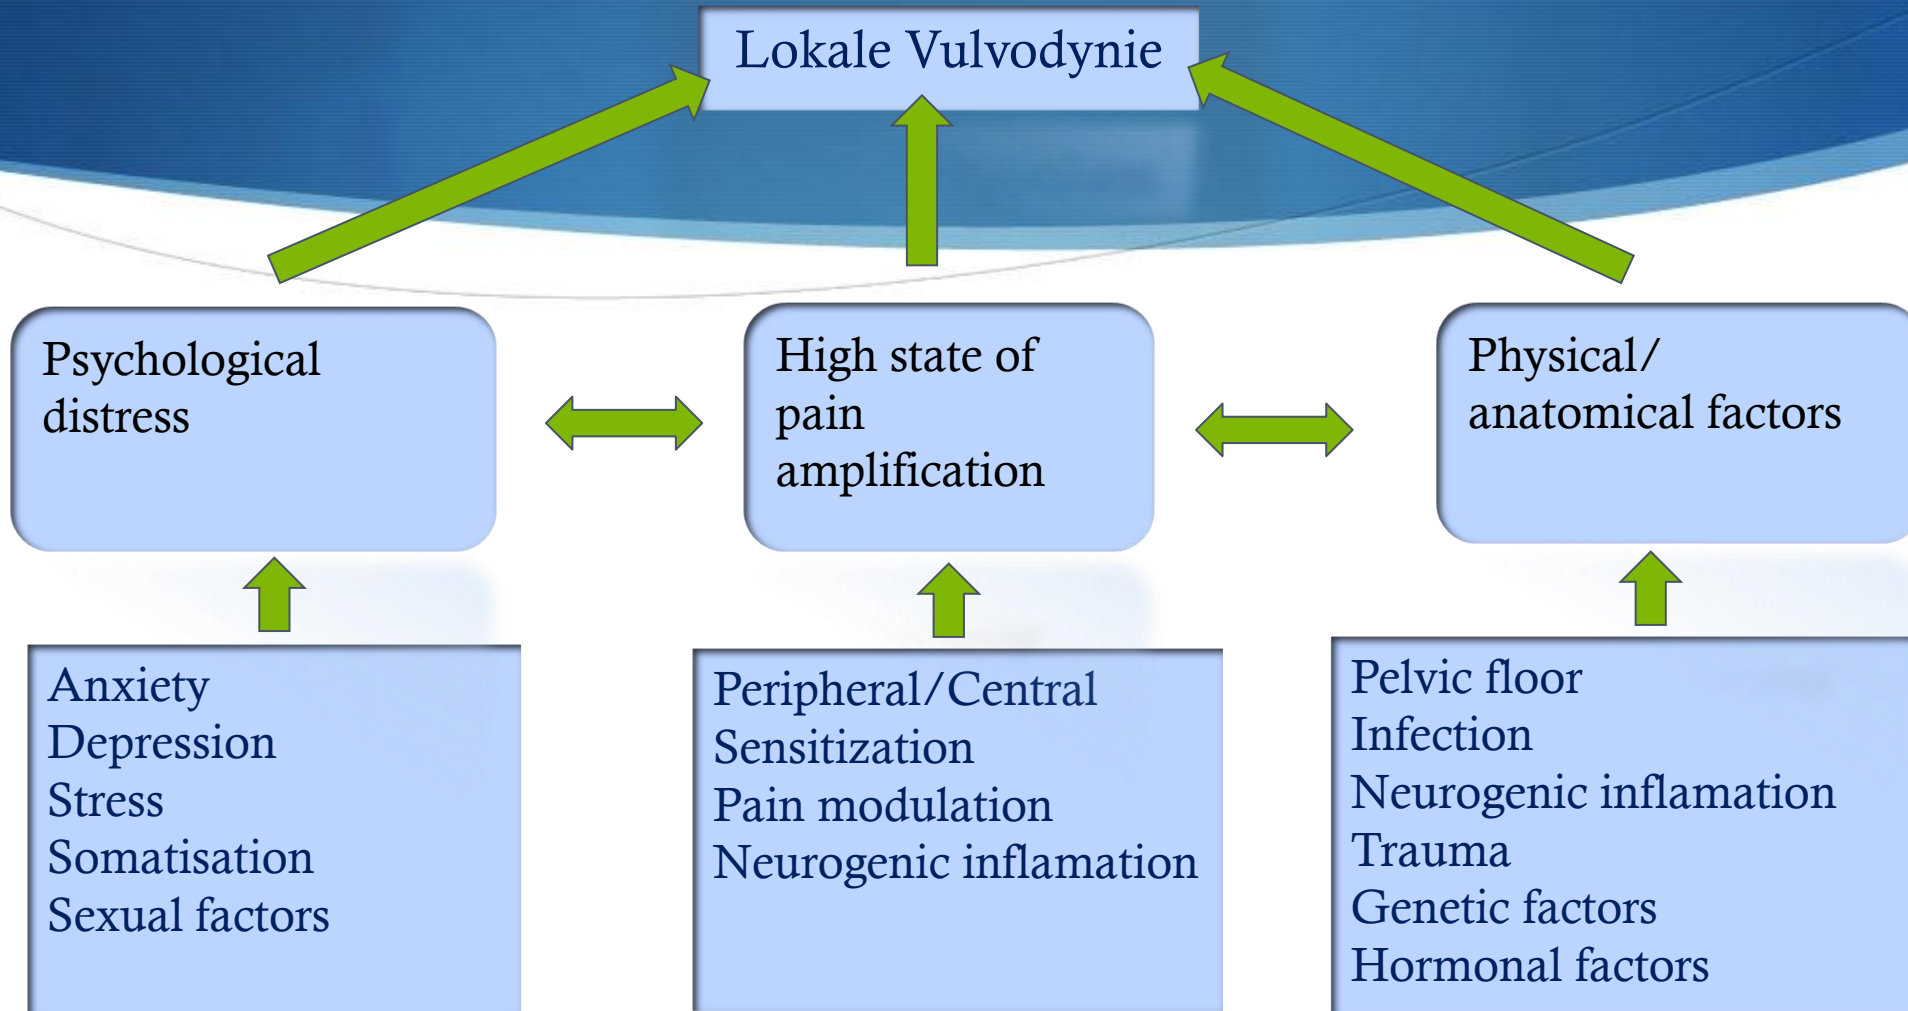 Lokale Vulvodynie
Psychological
distress
High state of
pain
amplification
Physical/
anatomical factors
Anxiety
Depression
Stress
Somatisation
Sexual factors
Peripheral/Central
Sensitization
Pain modulation
Neurogenic inflamation
Pelvic floor
Infection
Neurogenic inflamation
Trauma
Genetic factors
Hormonal factors